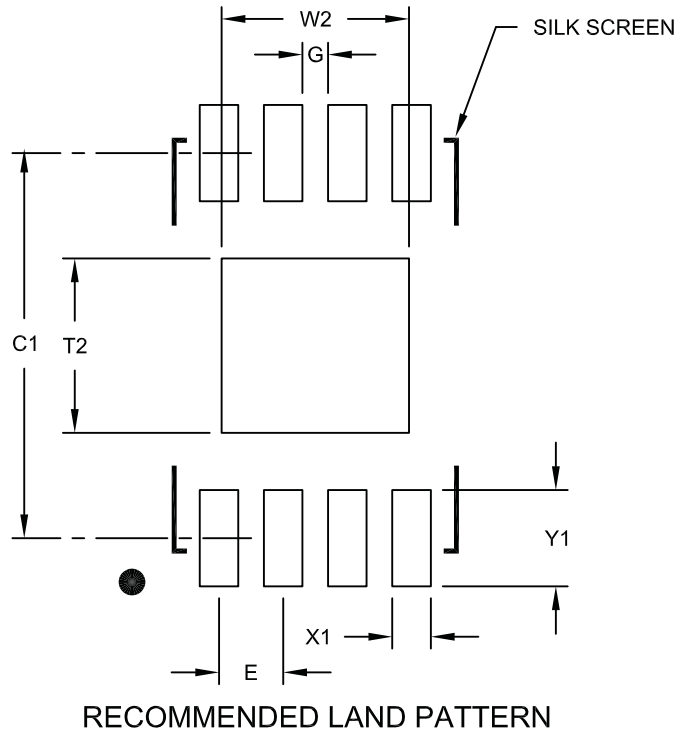 W2
SILK SCREEN
G
C1
T2
Y1
X1
E
RECOMMENDED LAND PATTERN